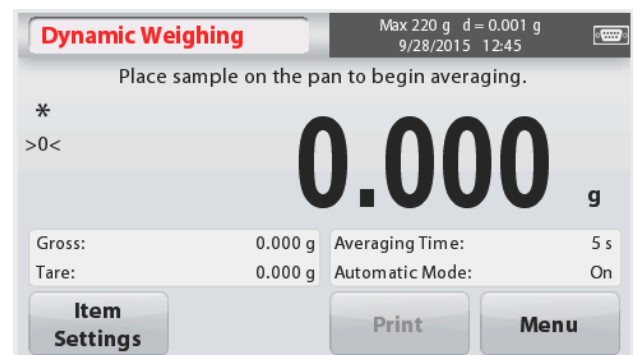 Dynamic Weighing
Max 220 g d = 0.001 g
9/28/2015 12:45
Place sample on the pan to begin averaging.
*
>0<
0.000 g
Gross: 0.000 g
Tare: 0.000 g
Averaging Time: 5 s
Automatic Mode: On
Item
Settings
Print
Menu